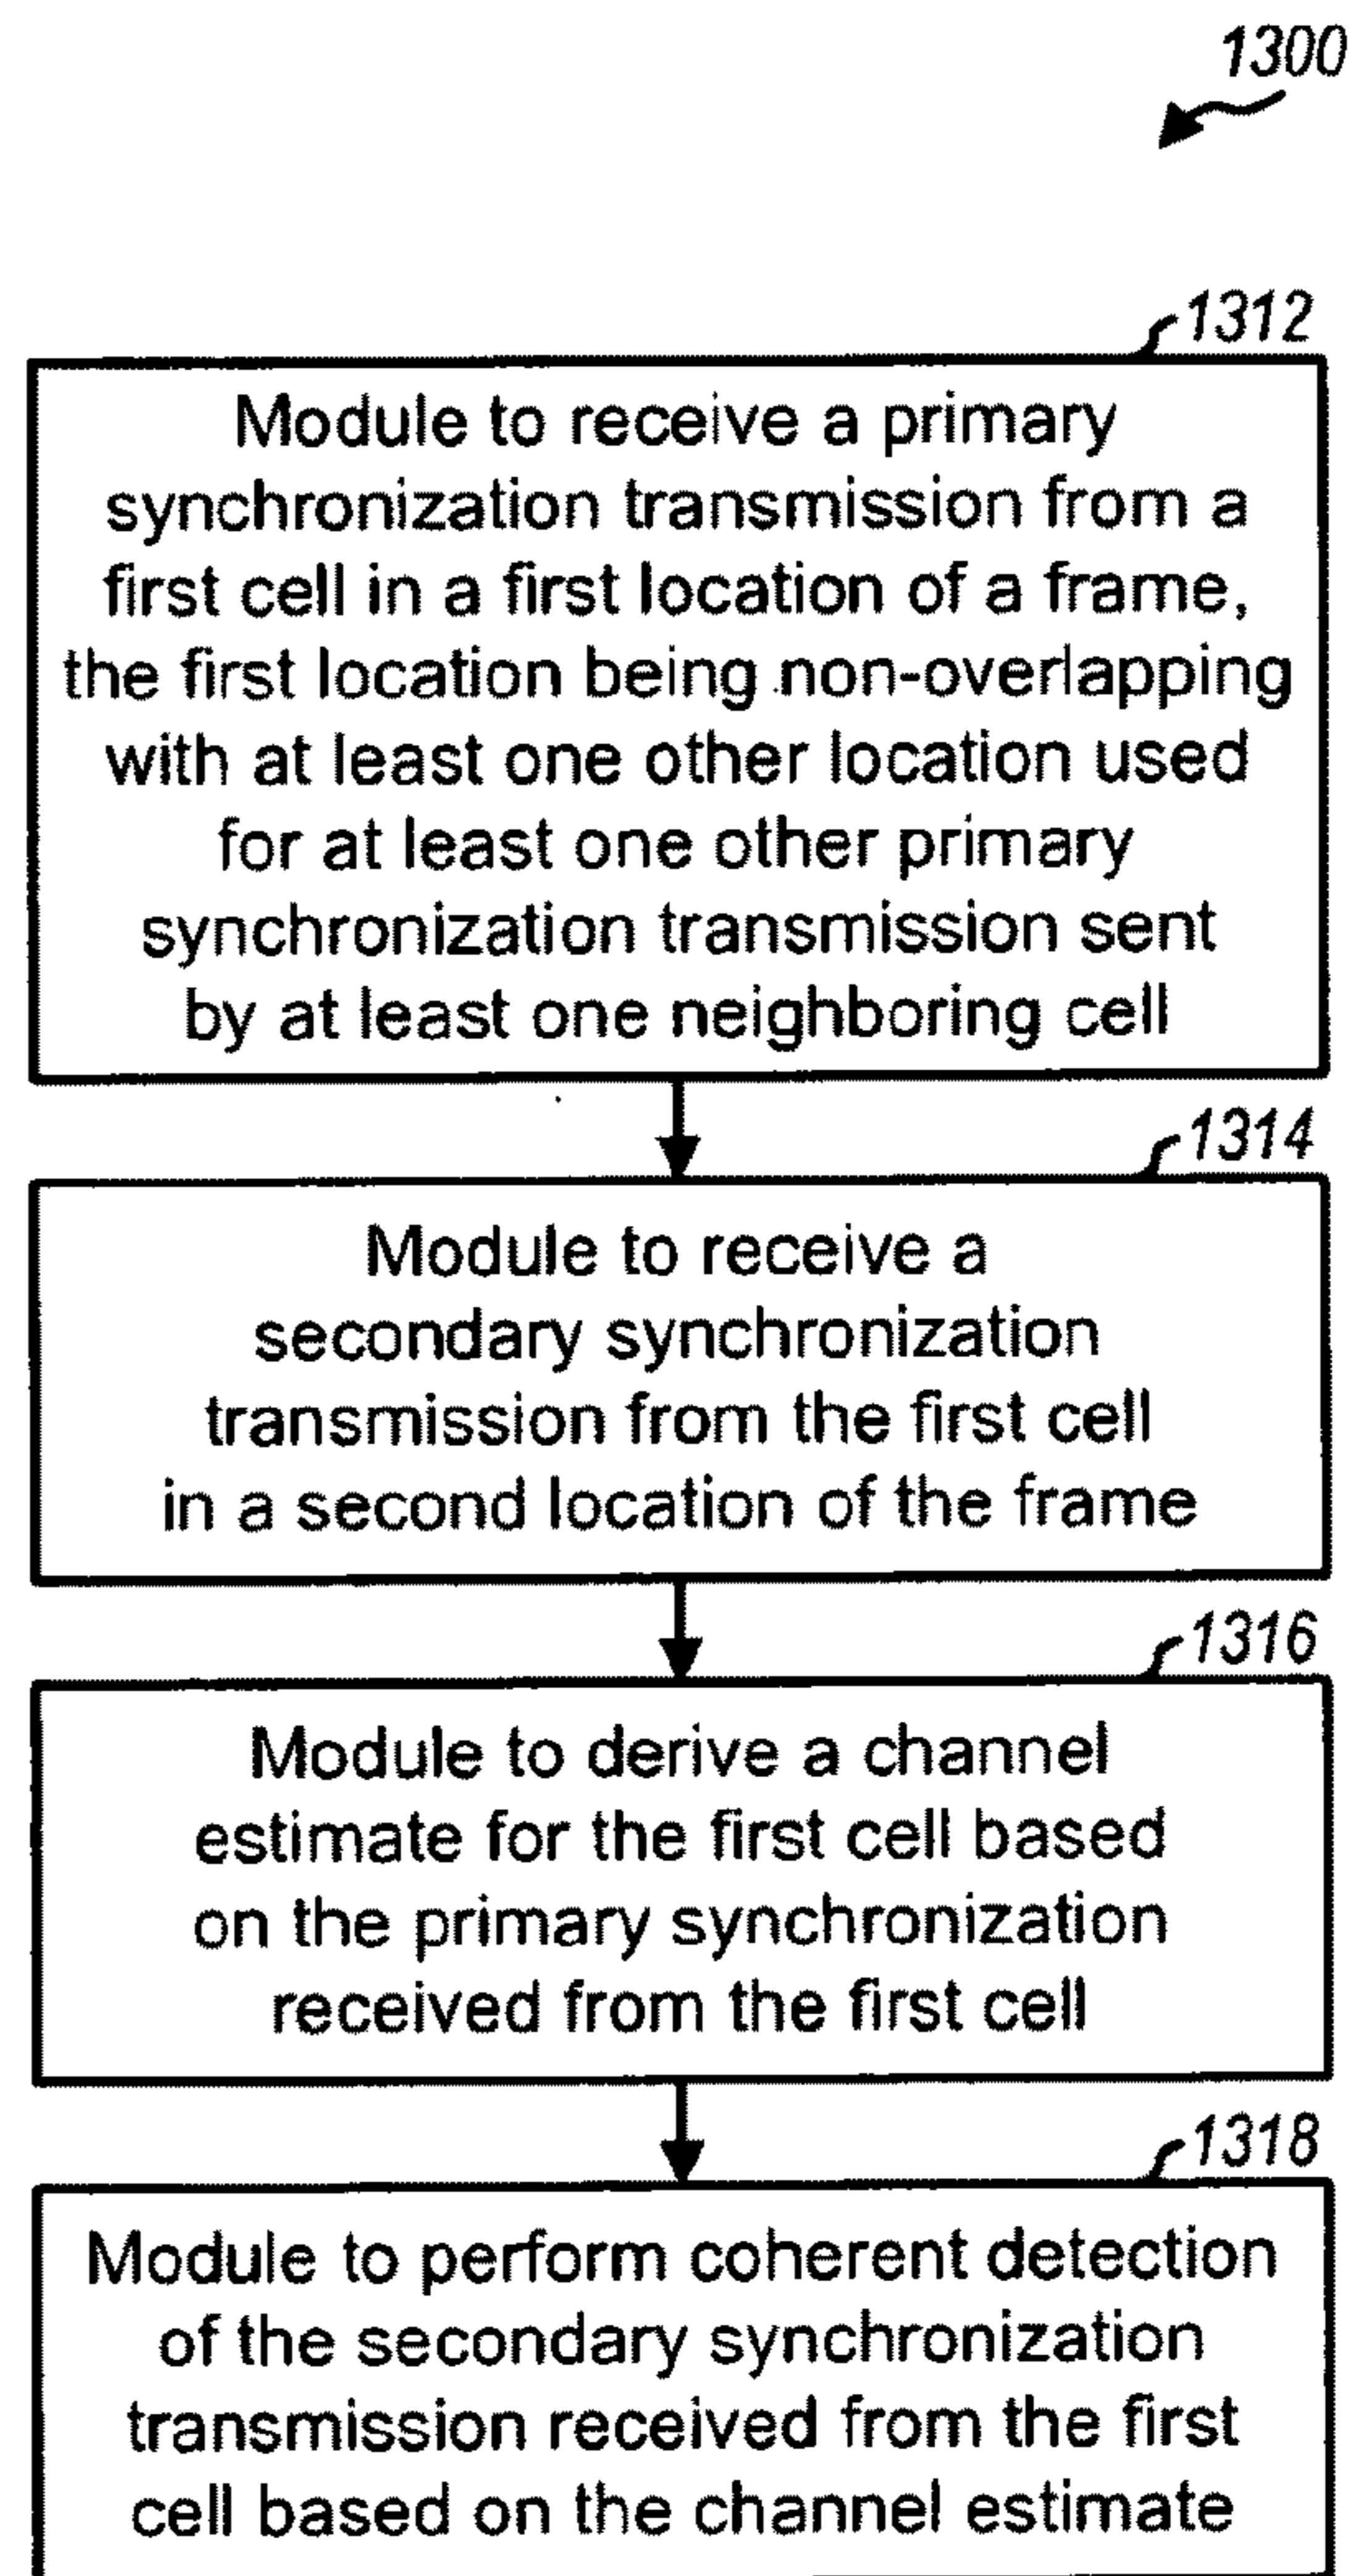 1300
1312
Module to receive a primary
synchronization transmission from a
first cell in a first location of a frame,
the first location being non-overlapping
with at least one other location used
for at least one other primary
synchronization transmission sent
by at least one neighboring cell
1314
Module to receive a
secondary synchronization
transmission from the first cell
in a second location of the frame
1316
Module to derive a channel
estimate for the first cell based
on the primary synchronization
received from the first cell
1318
Module to perform coherent detection
of the secondary synchronization
transmission received from the first
cell based on the channel estimate